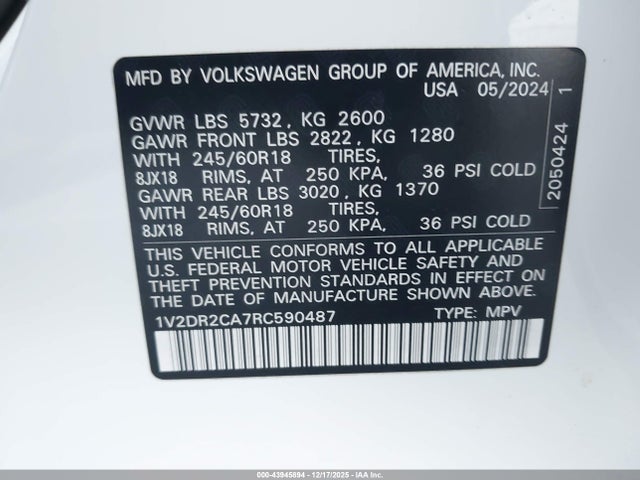 MFD BY VOLKSWAGEN GROUP OF AMERICA, INC.
USA 05/2024
GVWR LBS 5732, KG 2600
GAWR FRONT LBS 2822, KG 1280
WITH 245/60R18 TIRES,
8JX18 RIMS, AT 250 KPA, 36 PSI COLD
GAWR REAR LBS 3020, KG 1370
WITH 245/60R18 TIRES,
8JX18 RIMS, AT 250 KPA, 36 PSI COLD
THIS VEHICLE CONFORMS TO ALL APPLICABLE
U.S. FEDERAL MOTOR VEHICLE SAFETY AND
THEFT PREVENTION STANDARDS IN EFFECT ON
THE DATE OF MANUFACTURE SHOWN ABOVE.
1V2DR2CA7RC590487 TYPE: MPV
2050424 1
000-43945894 - 12/17/2025 - IAA Inc.